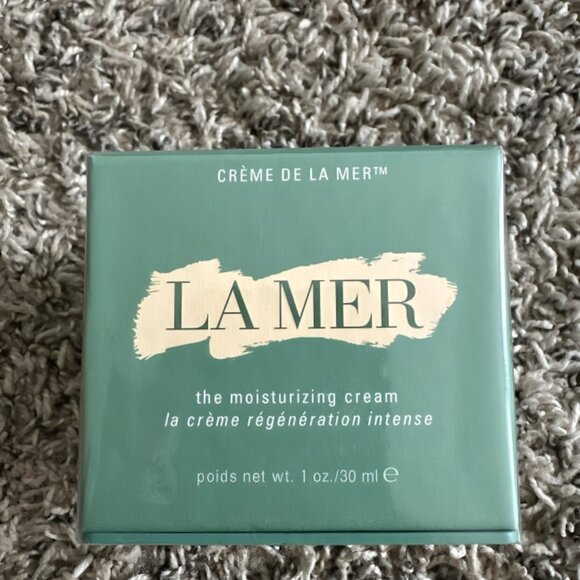 CRÈME DE LA MER™
LA MER
the moisturizing cream
la crème régénération intense
poids net wt. 1 oz./30 ml ℮